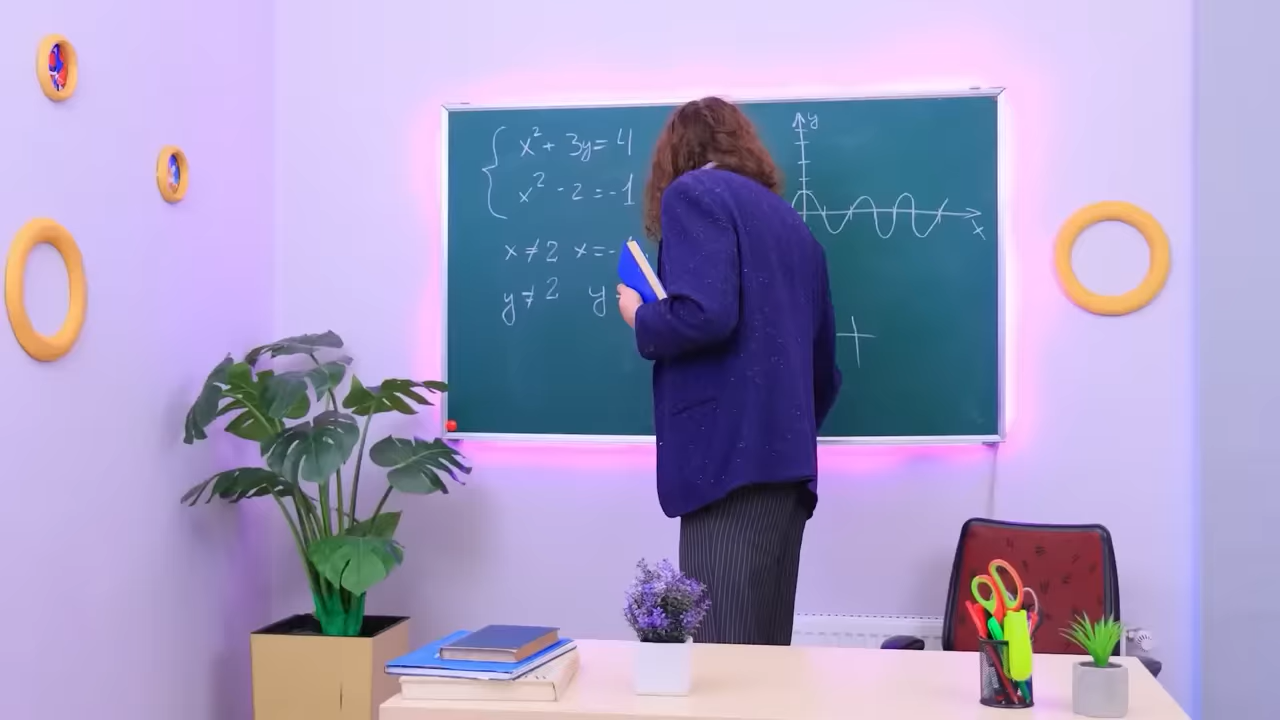 x² + 3y = 4
x² - 2 = -1
x ≠ 2 x = -
y ≠ 2 y
y
x